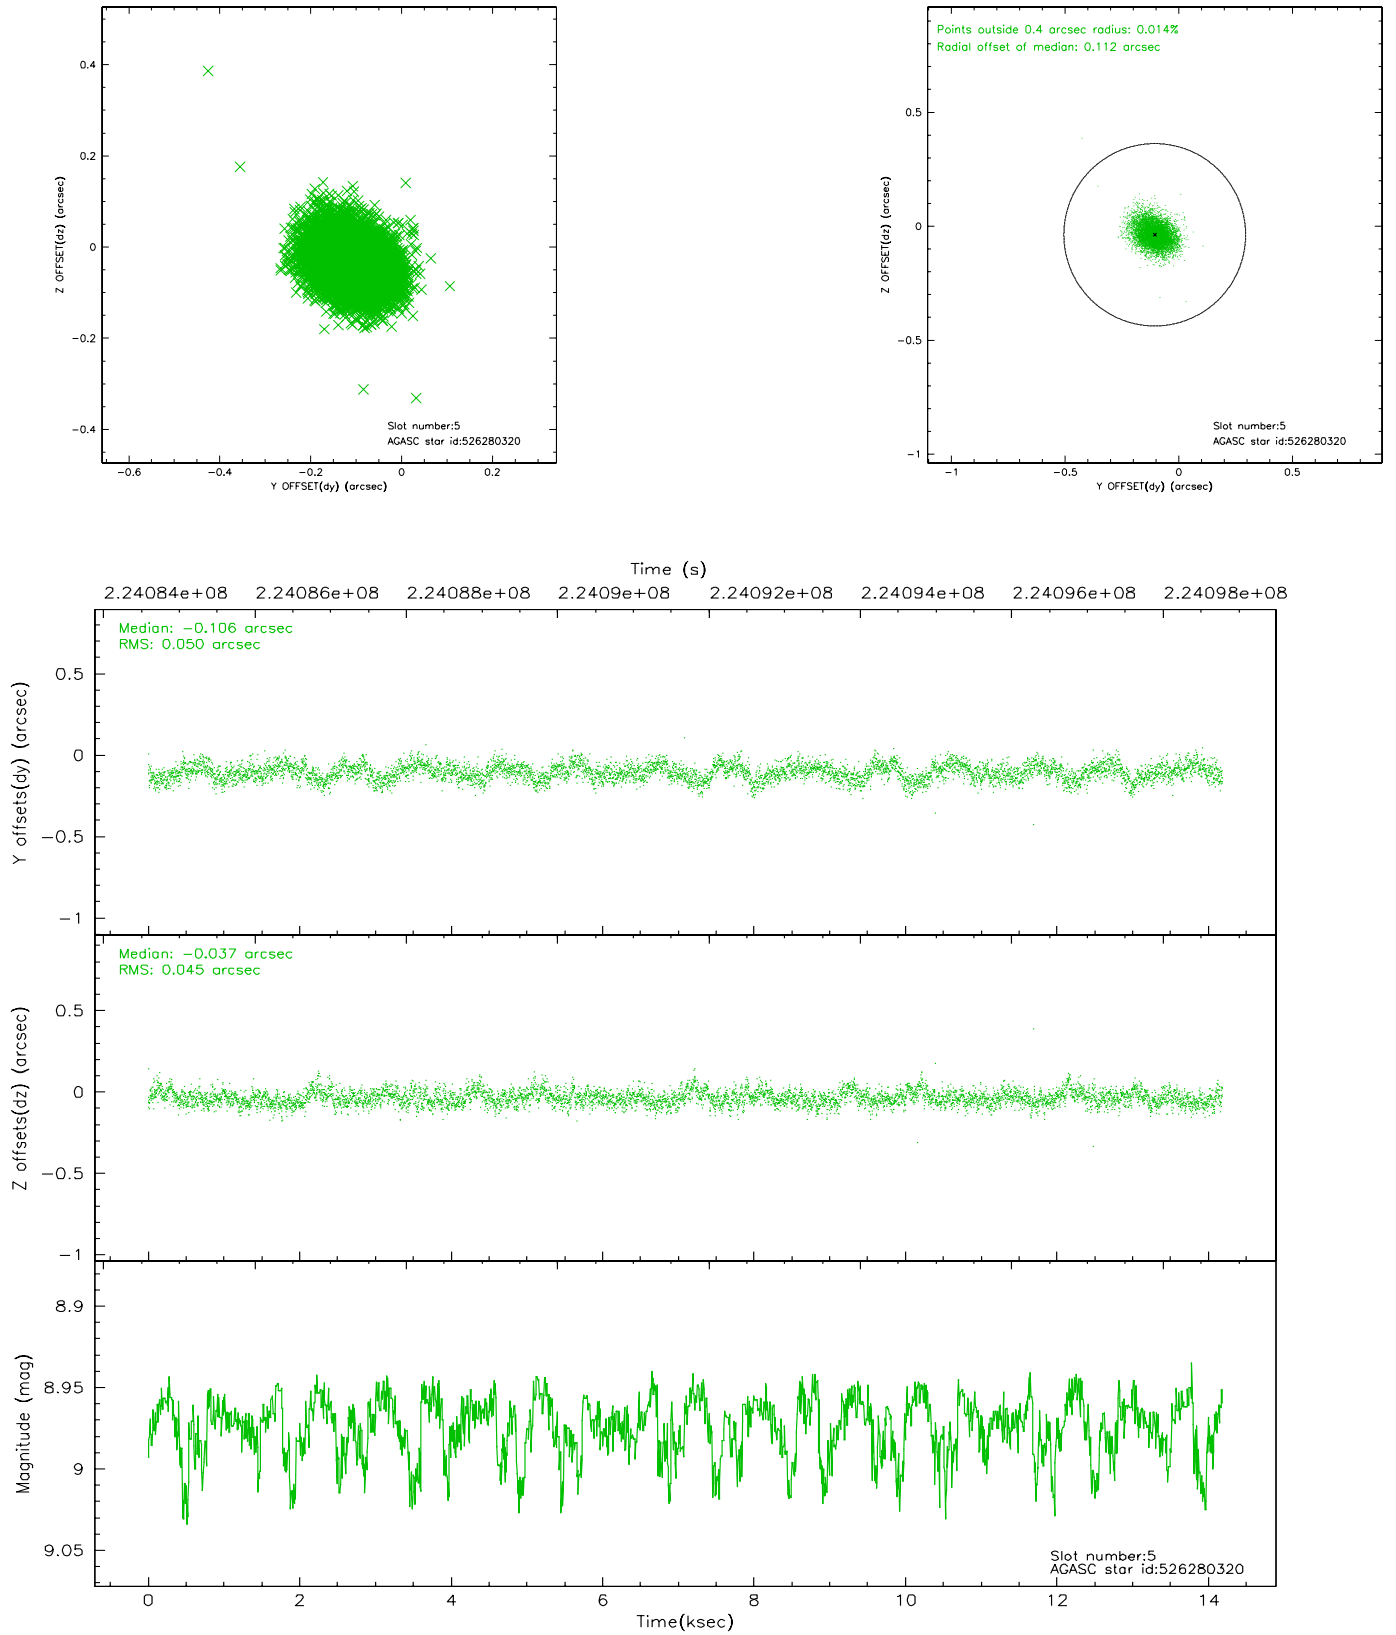 0.4
0.2
0
-0.2
-0.4
Z OFFSET(dz) (arcsec)
Slot number:5
AGASC star id:526280320
-0.6 -0.4 -0.2 0 0.2
Y OFFSET(dy) (arcsec)
Points outside 0.4 arcsec radius: 0.014%
Radial offset of median: 0.112 arcsec
0.5
0
-0.5
-1
Z OFFSET(dz) (arcsec)
Slot number:5
AGASC star id:526280320
-1 -0.5 0 0.5
Y OFFSET(dy) (arcsec)
Time (s)
2.24084e+08 2.24086e+08 2.24088e+08 2.2409e+08 2.24092e+08 2.24094e+08 2.24096e+08 2.24098e+08
Median: -0.106 arcsec
RMS: 0.050 arcsec
0.5
0
-0.5
-1
Y offsets(dy) (arcsec)
Median: -0.037 arcsec
RMS: 0.045 arcsec
0.5
0
-0.5
-1
Z offsets(dz) (arcsec)
8.9
8.95
9
9.05
Magnitude (mag)
Slot number:5
AGASC star id:526280320
0 2 4 6 8 10 12 14
Time(ksec)